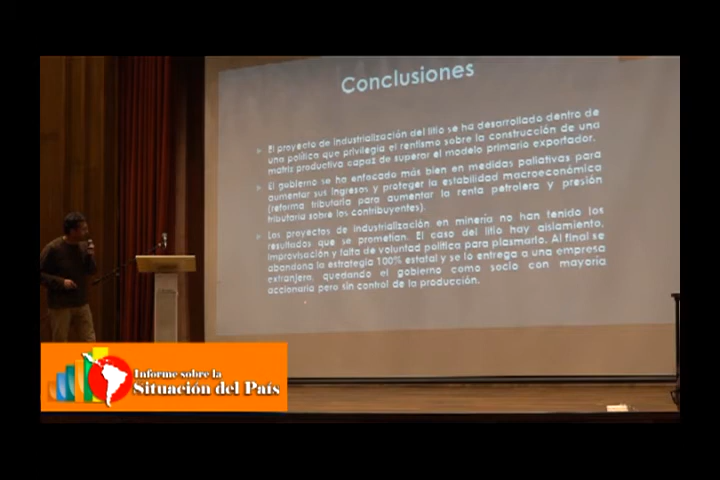 Conclusiones
El proyecto de industrialización del litio se ha desarrollado dentro de
una política que privilegia el rentismo sobre la construcción de una
matriz productiva capaz de superar el modelo primario exportador.
El gobierno se ha enfocado más bien en medidas paliativas para
aumentar sus ingresos y proteger la estabilidad macroeconómica
(reforma tributaria para aumentar la renta petrolera y presión
tributaria sobre los contribuyentes).
Los proyectos de industrialización en minería no han tenido los
resultados que se prometían. El caso del litio hay aislamiento,
improvisación y falta de voluntad política para plasmarlo. Al final se
abandona la estrategia 100% estatal y se lo entrega a una empresa
extranjera, quedando el gobierno como socio con mayoría
accionaria pero sin control de la producción.
Informe sobre la
Situación del País